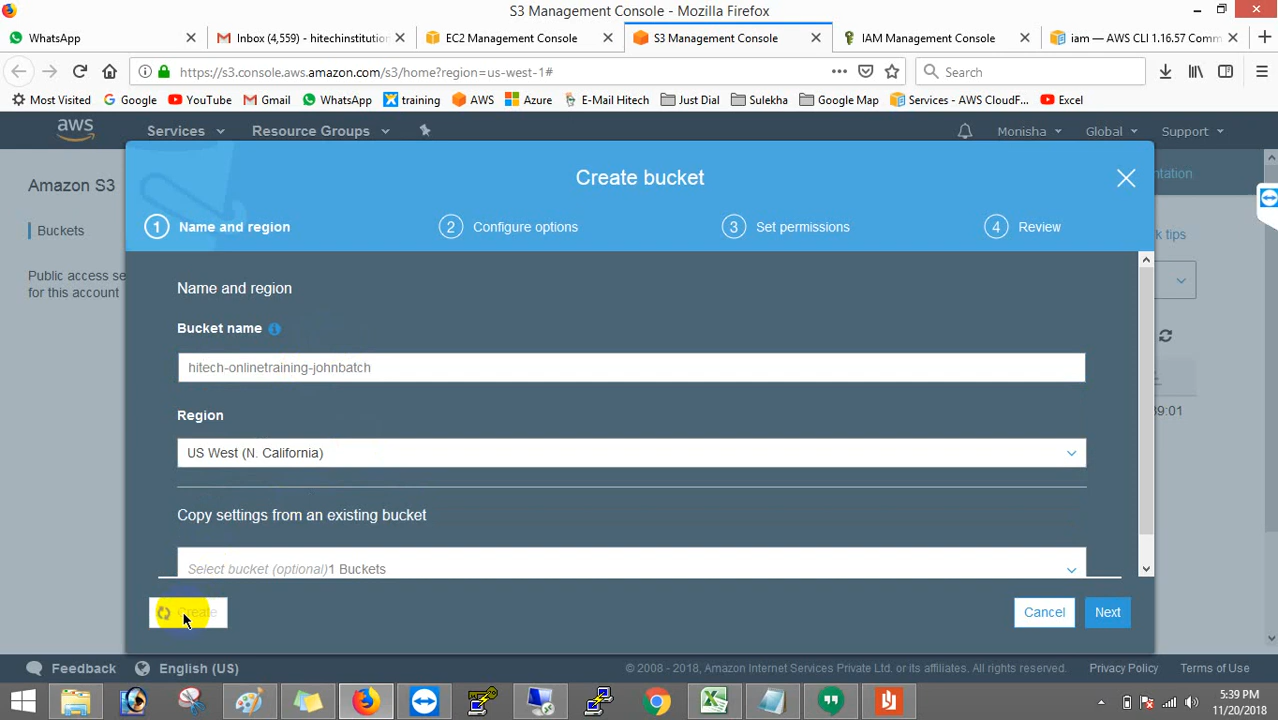 S3 Management Console - Mozilla Firefox
WhatsApp
Inbox (4,559) - hitechinstitution
EC2 Management Console
S3 Management Console
IAM Management Console
iam — AWS CLI 1.16.57 Comm
https://s3.console.aws.amazon.com/s3/home?region=us-west-1#
Search
Most Visited
Google
YouTube
Gmail
WhatsApp
training
AWS
Azure
E-Mail Hitech
Just Dial
Sulekha
Google Map
Services - AWS CloudF...
Excel
aws
Services
Resource Groups
Monisha
Global
Support
Amazon S3
Buckets
Public access se
for this account
Create bucket
1 Name and region
2 Configure options
3 Set permissions
4 Review
Name and region
Bucket name
hitech-onlinetraining-johnbatch
Region
US West (N. California)
Copy settings from an existing bucket
Select bucket (optional)1 Buckets
Create
Cancel
Next
ntation
k tips
39:01
Feedback
English (US)
© 2008 - 2018, Amazon Internet Services Private Ltd. or its affiliates. All rights reserved.
Privacy Policy
Terms of Use
5:39 PM
11/20/2018